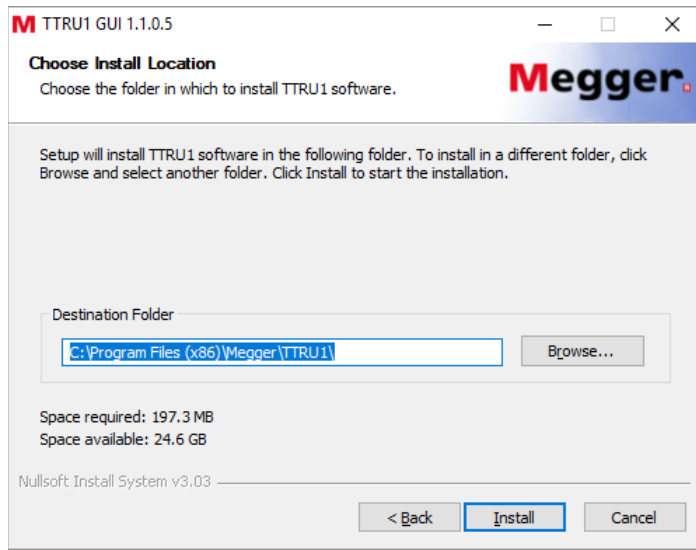 M TTRU1 GUI 1.1.0.5
Choose Install Location
Choose the folder in which to install TTRU1 software.
Megger.
Setup will install TTRU1 software in the following folder. To install in a different folder, click
Browse and select another folder. Click Install to start the installation.
Destination Folder
C:\Program Files (x86)\Megger\TTRU1\
Browse...
Space required: 197.3 MB
Space available: 24.6 GB
Nullsoft Install System v3.03
< Back
Install
Cancel